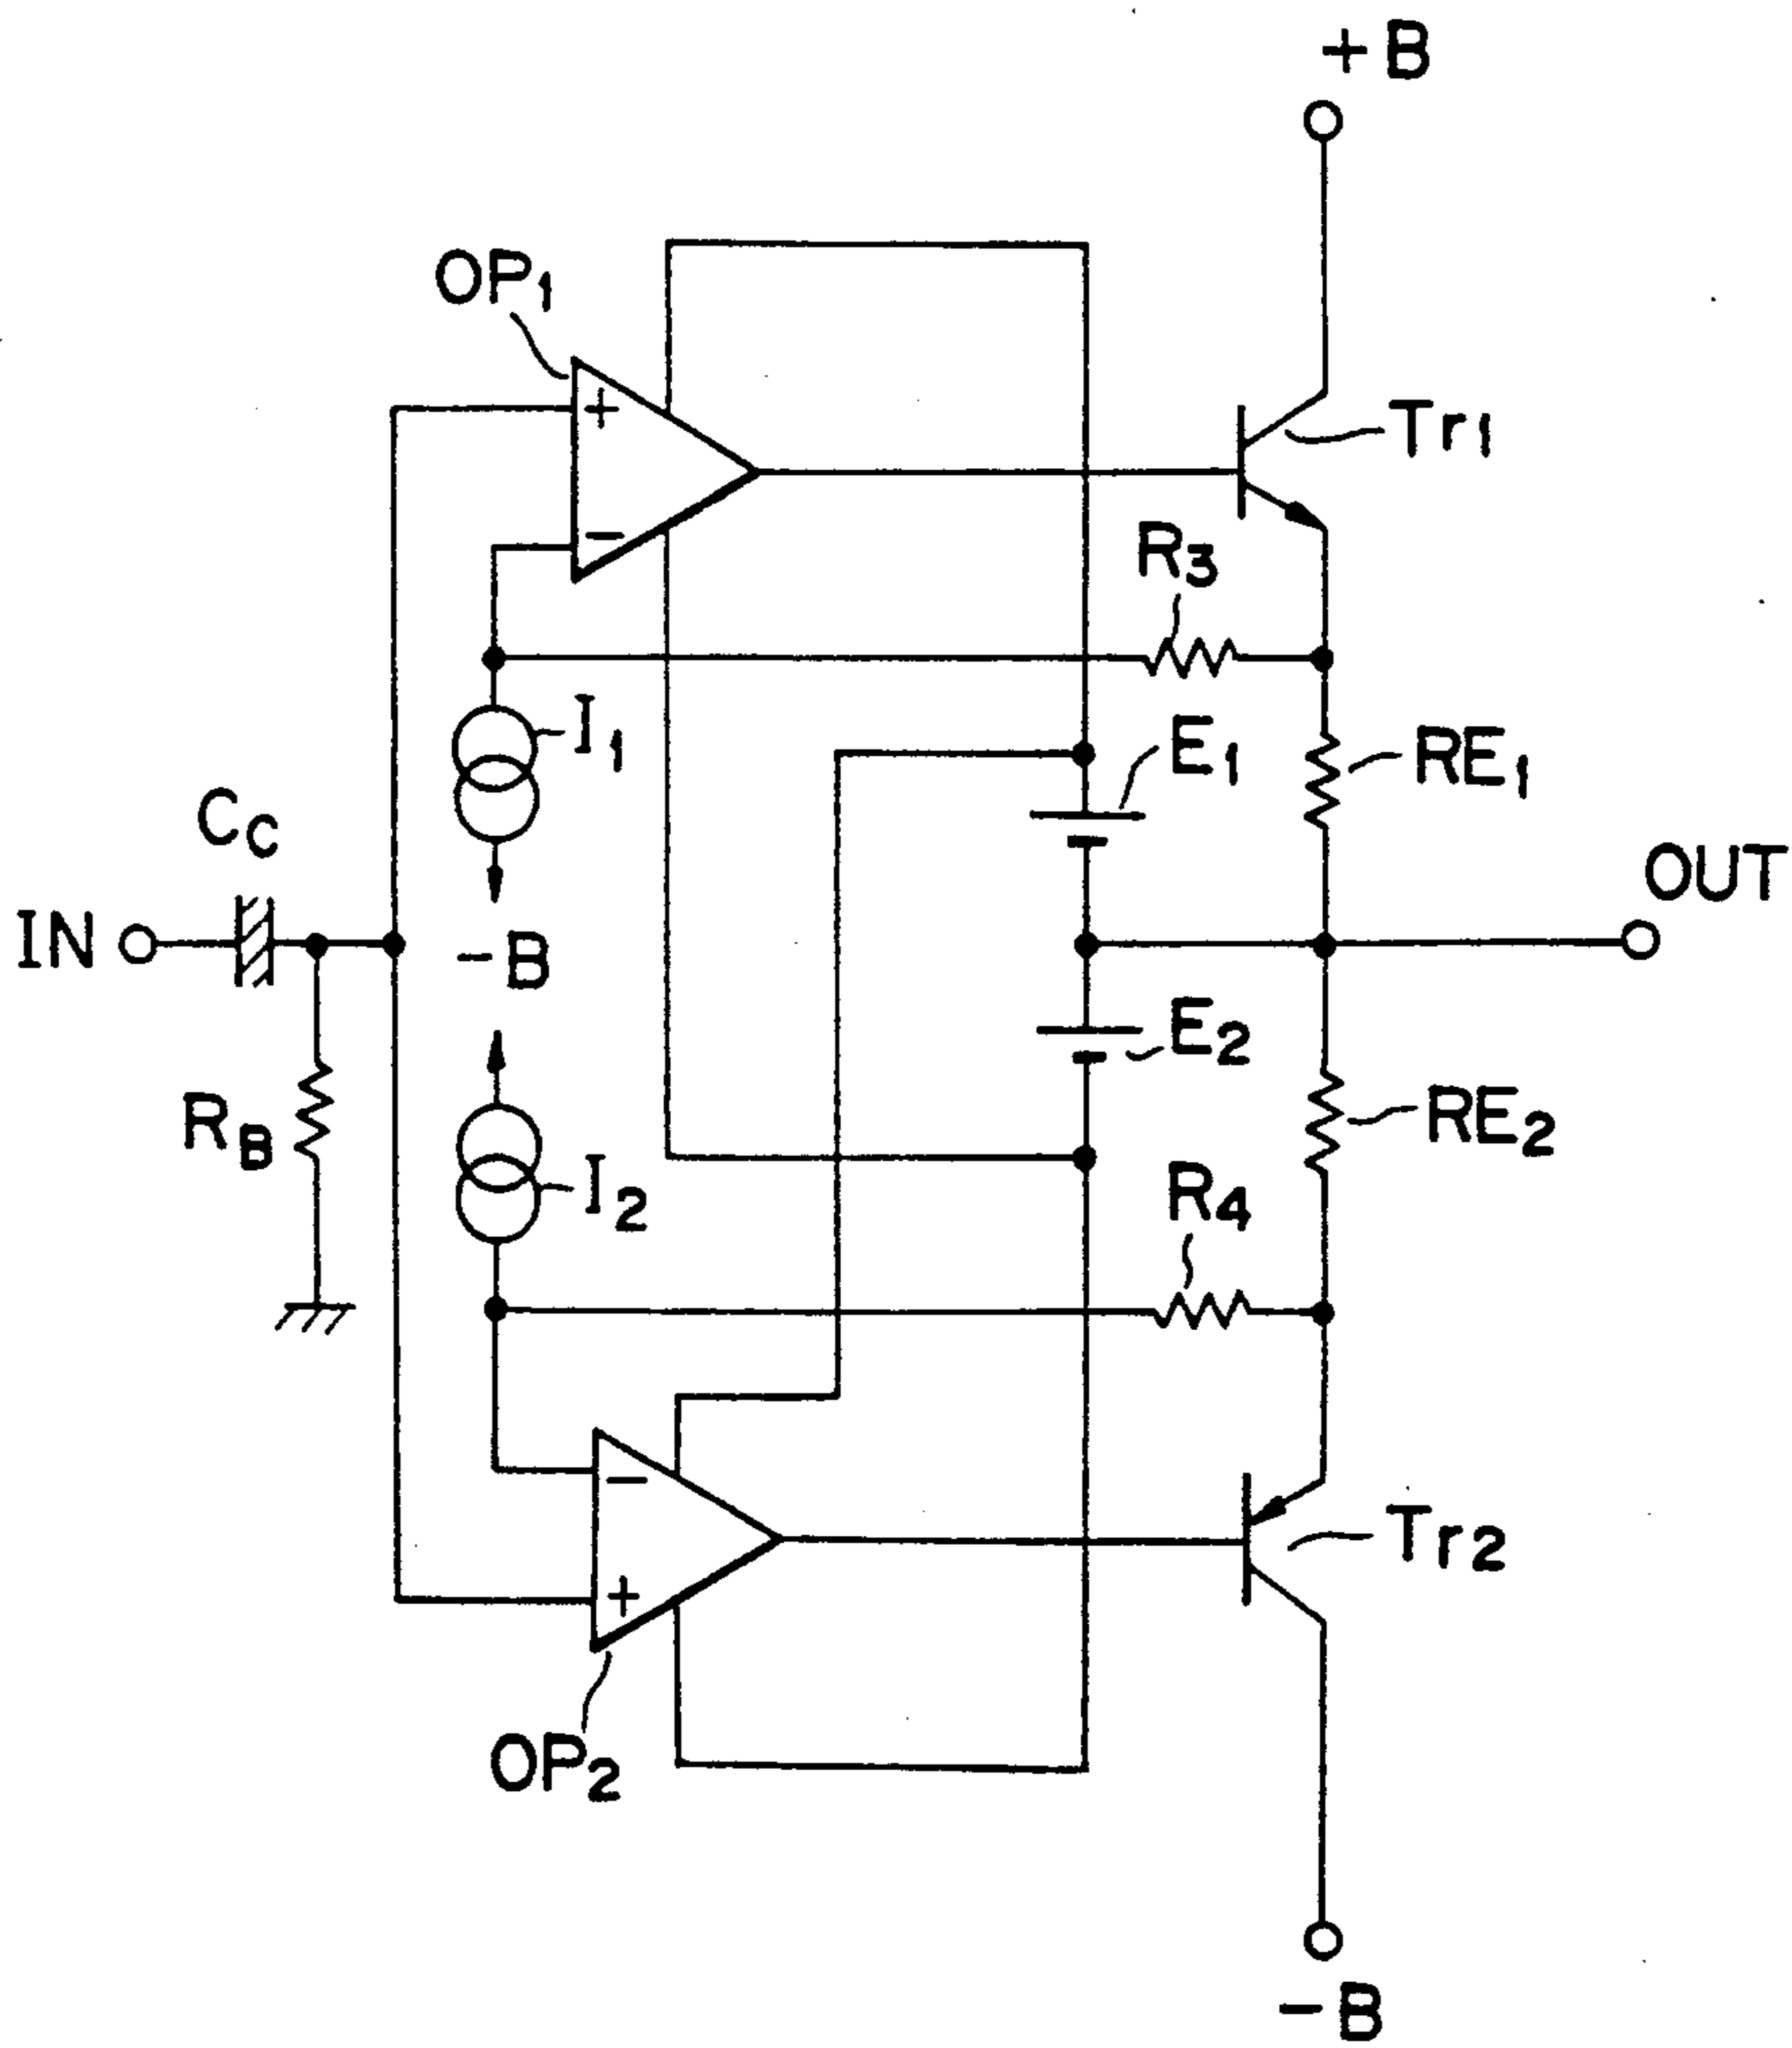 +B
OP1
+
Tr1
−
R3
I1
E1
RE1
CC
OUT
IN
−B
E2
RB
RE2
I2
R4
−
+
Tr2
OP2
−B